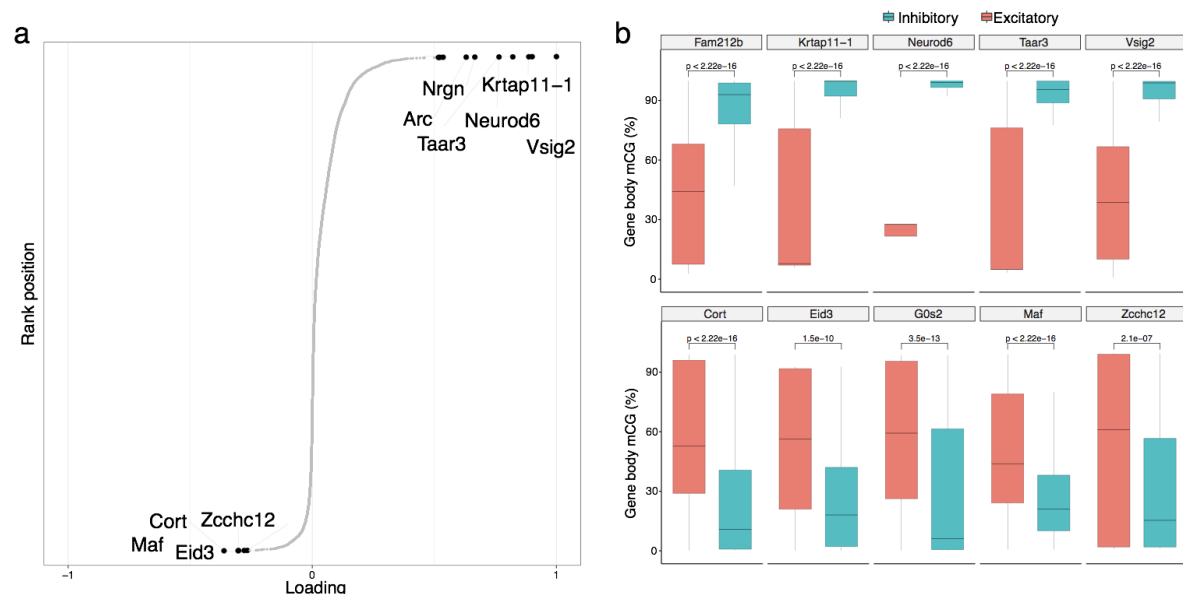 a
Rank position
Nrgn
Krtap11−1
Arc
Neurod6
Taar3
Vsig2
Cort
Zcchc12
Maf
Eid3
−1
0
1
Loading
b
Inhibitory
Excitatory
Fam212b
Krtap11−1
Neurod6
Taar3
Vsig2
p < 2.22e−16
p < 2.22e−16
p < 2.22e−16
p < 2.22e−16
p < 2.22e−16
Gene body mCG (%)
90
60
30
0
Cort
Eid3
G0s2
Maf
Zcchc12
p < 2.22e−16
1.5e−10
3.5e−13
p < 2.22e−16
2.1e−07
Gene body mCG (%)
90
60
30
0